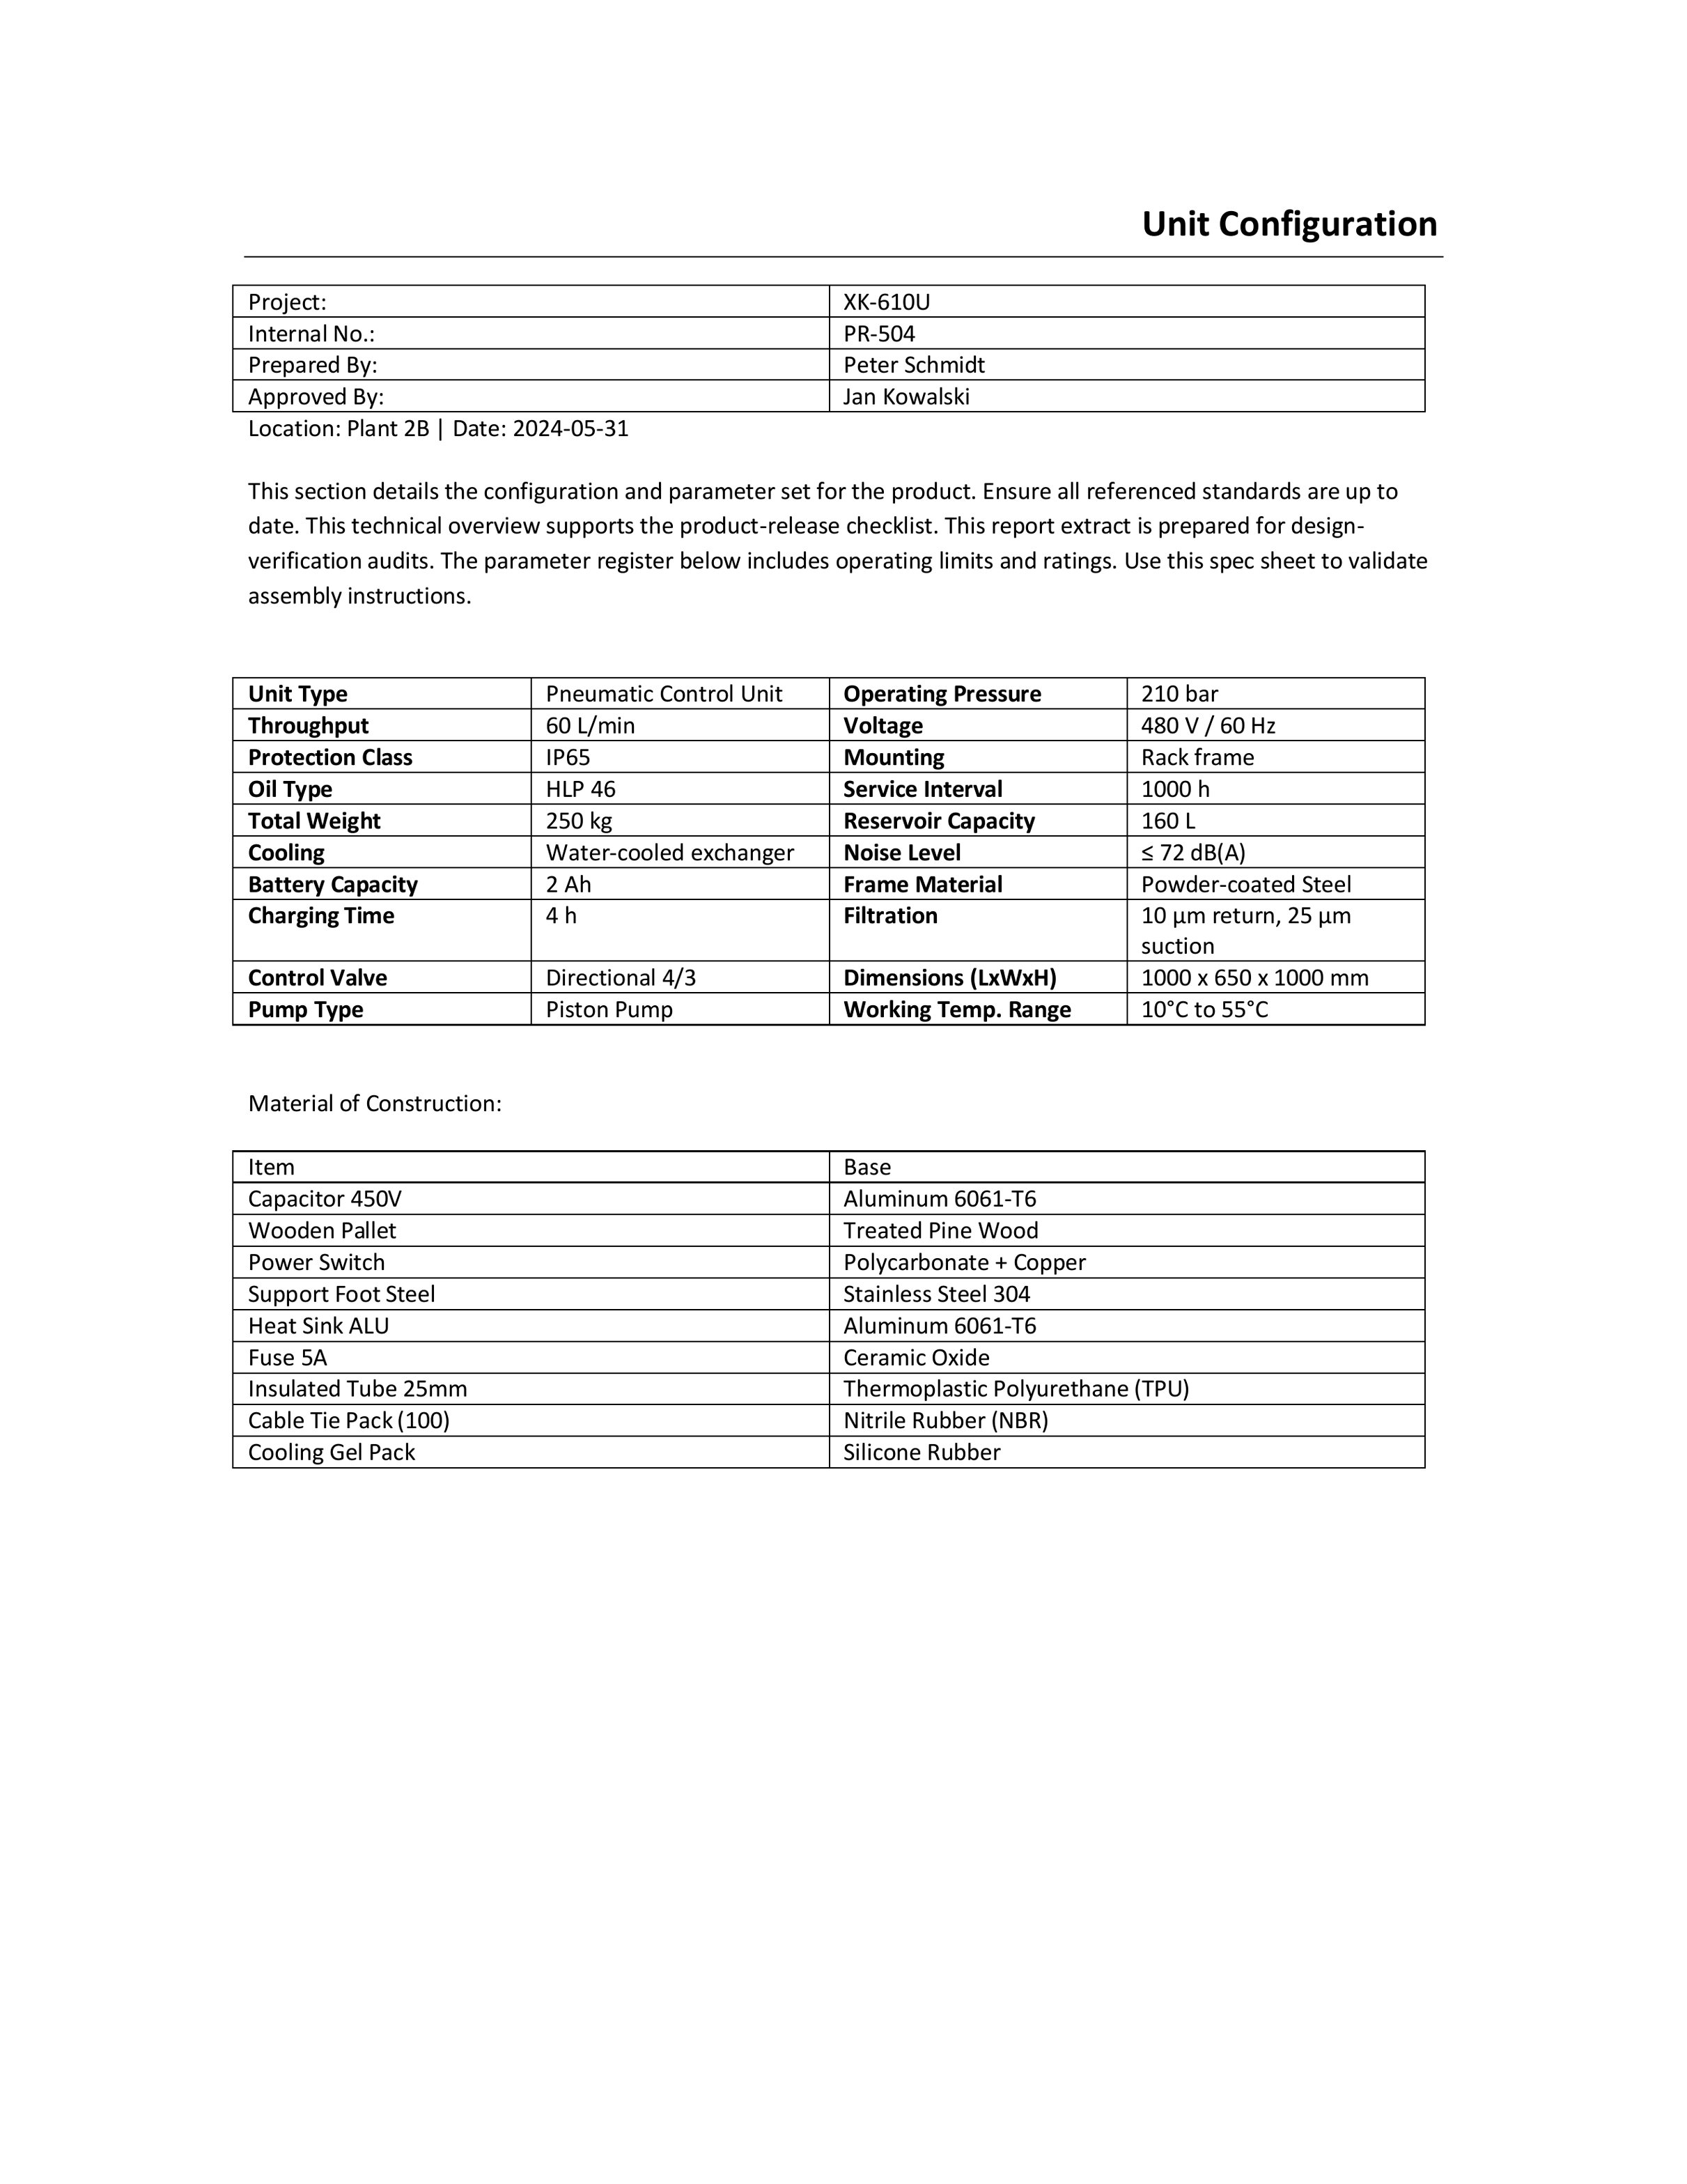 Unit Configuration
Project: XK-610U
Internal No.: PR-504
Prepared By: Peter Schmidt
Approved By: Jan Kowalski
Location: Plant 2B | Date: 2024-05-31
This section details the configuration and parameter set for the product. Ensure all referenced standards are up to
date. This technical overview supports the product-release checklist. This report extract is prepared for design-
verification audits. The parameter register below includes operating limits and ratings. Use this spec sheet to validate
assembly instructions.
Unit Type Pneumatic Control Unit Operating Pressure 210 bar
Throughput 60 L/min Voltage 480 V / 60 Hz
Protection Class IP65 Mounting Rack frame
Oil Type HLP 46 Service Interval 1000 h
Total Weight 250 kg Reservoir Capacity 160 L
Cooling Water-cooled exchanger Noise Level ≤ 72 dB(A)
Battery Capacity 2 Ah Frame Material Powder-coated Steel
Charging Time 4 h Filtration 10 µm return, 25 µm
suction
Control Valve Directional 4/3 Dimensions (LxWxH) 1000 x 650 x 1000 mm
Pump Type Piston Pump Working Temp. Range 10°C to 55°C
Material of Construction:
Item Base
Capacitor 450V Aluminum 6061-T6
Wooden Pallet Treated Pine Wood
Power Switch Polycarbonate + Copper
Support Foot Steel Stainless Steel 304
Heat Sink ALU Aluminum 6061-T6
Fuse 5A Ceramic Oxide
Insulated Tube 25mm Thermoplastic Polyurethane (TPU)
Cable Tie Pack (100) Nitrile Rubber (NBR)
Cooling Gel Pack Silicone Rubber